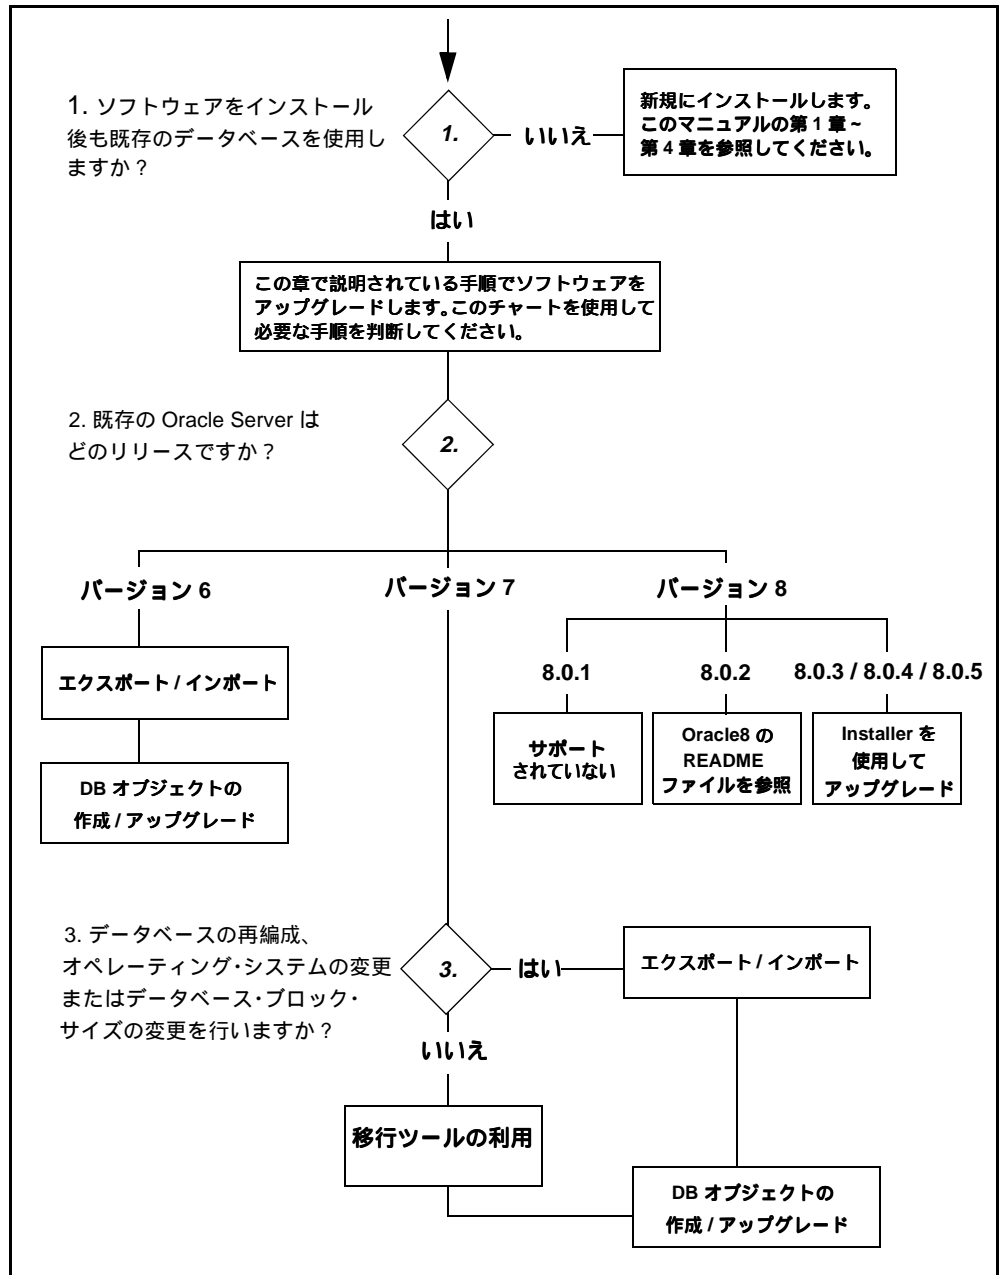 1. ソフトウェアをインストール
後も既存のデータベースを使用し
ますか？
1.
いいえ
新規にインストールします。
このマニュアルの第 1 章~
第 4 章を参照してください。
はい
この章で説明されている手順でソフトウェアを
アップグレードします。このチャートを使用して
必要な手順を判断してください。
2. 既存の Oracle Server は
どのリリースですか？
2.
バージョン 6
バージョン 7
バージョン 8
エクスポート / インポート
DB オブジェクトの
作成 / アップグレード
8.0.1
8.0.2
8.0.3 / 8.0.4 / 8.0.5
サポート
されていない
Oracle8 の
README
ファイルを参照
Installer を
使用して
アップグレード
3. データベースの再編成、
オペレーティング・システムの変更
またはデータベース・ブロック・
サイズの変更を行いますか？
3.
はい
エクスポート / インポート
いいえ
移行ツールの利用
DB オブジェクトの
作成 / アップグレード